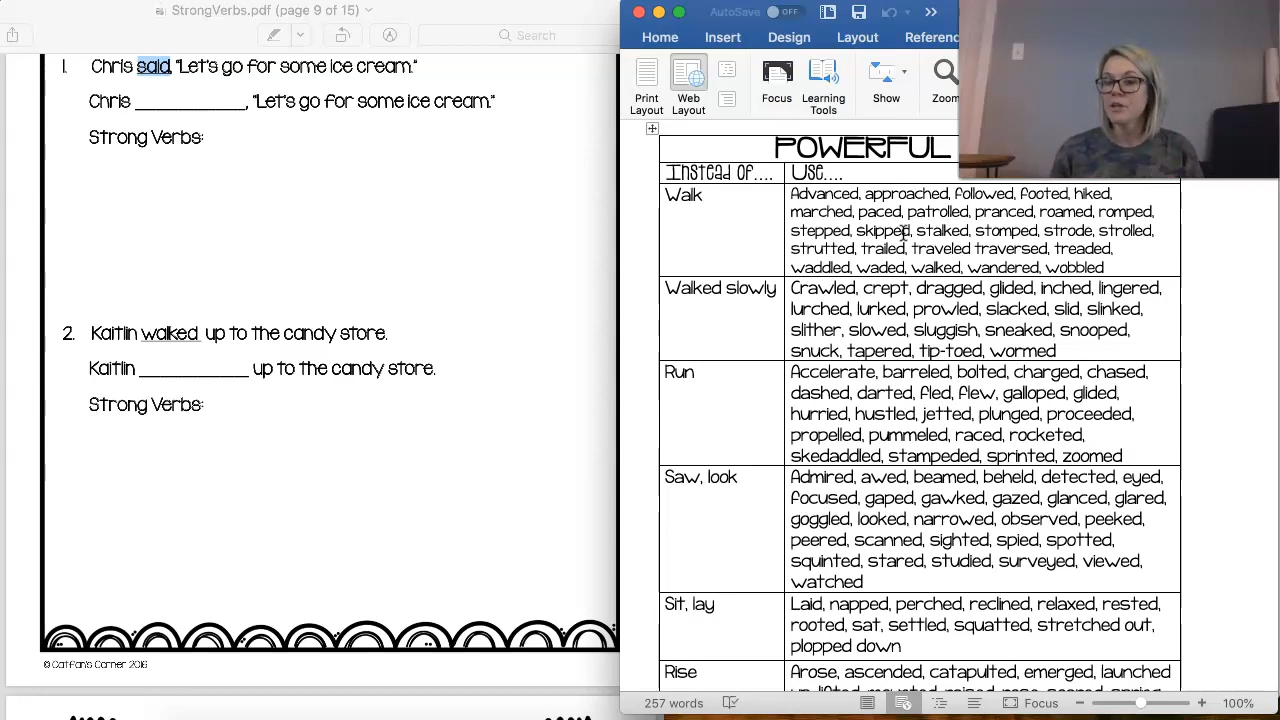 StrongVerbs.pdf (page 9 of 15)
Search
1. Chris said, "Let's go for some ice cream."
Chris ____________, "Let's go for some ice cream."
Strong Verbs:
2. Kaitlin walked up to the candy store.
Kaitlin ____________ up to the candy store.
Strong Verbs:
© CatFan's Corner 2016
AutoSave OFF
Home Insert Design Layout Referenc
Print Layout
Web Layout
Focus
Learning Tools
Show
Zoom
POWERFUL
Instead of....
Use....
Walk
Advanced, approached, followed, footed, hiked,
marched, paced, patrolled, pranced, roamed, romped,
stepped, skipped, stalked, stomped, strode, strolled,
strutted, trailed, traveled traversed, treaded,
waddled, waded, walked, wandered, wobbled
Walked slowly
Crawled, crept, dragged, glided, inched, lingered,
lurched, lurked, prowled, slacked, slid, slinked,
slither, slowed, sluggish, sneaked, snooped,
snuck, tapered, tip-toed, wormed
Run
Accelerate, barreled, bolted, charged, chased,
dashed, darted, fled, flew, galloped, glided,
hurried, hustled, jetted, plunged, proceeded,
propelled, pummeled, raced, rocketed,
skedaddled, stampeded, sprinted, zoomed
Saw, look
Admired, awed, beamed, beheld, detected, eyed,
focused, gaped, gawked, gazed, glanced, glared,
goggled, looked, narrowed, observed, peeked,
peered, scanned, sighted, spied, spotted,
squinted, stared, studied, surveyed, viewed,
watched
Sit, lay
Laid, napped, perched, reclined, relaxed, rested,
rooted, sat, settled, squatted, stretched out,
plopped down
Rise
Arose, ascended, catapulted, emerged, launched
257 words
Focus
100%